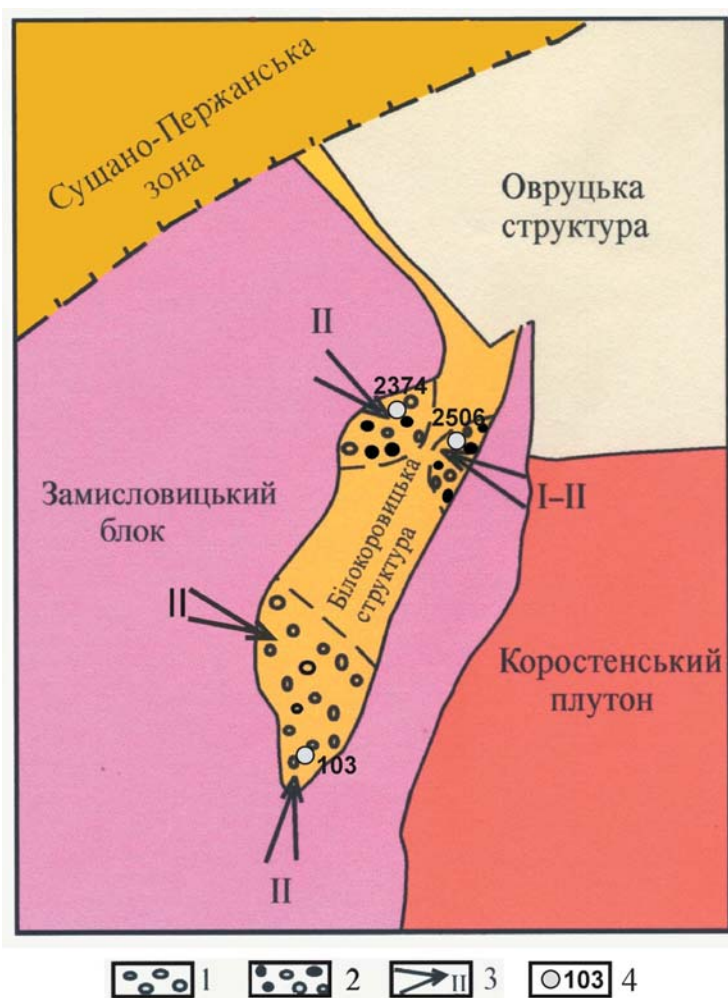 Сущано-Пержанська
зона
Овруцька
структура
II
2374
2506
Замисловицький
блок
I–II
Білокоровицька
структура
II
Коростенський
плутон
103
II
1
2
II 3
103 4